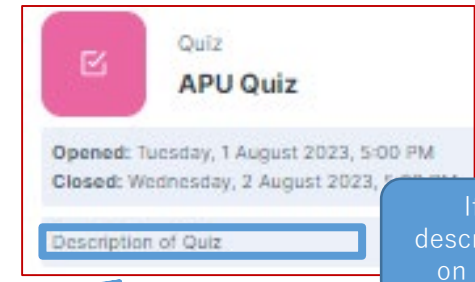 Quiz
APU Quiz
Opened: Tuesday, 1 August 2023, 5:00 PM
Closed: Wednesday, 2 August 2023,
Description of Quiz
on